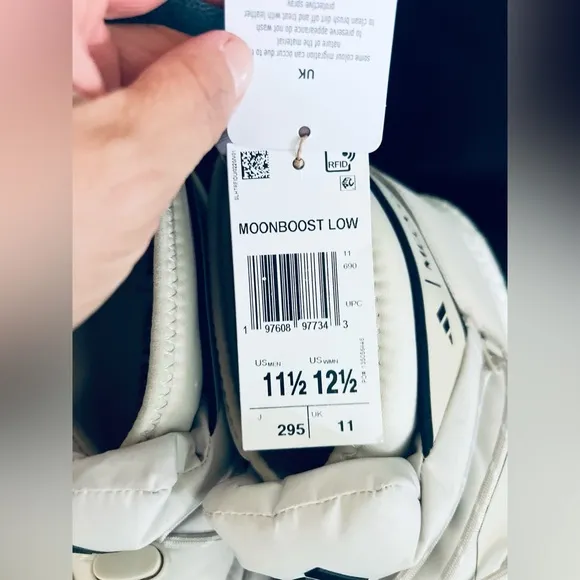 protective spray
to clean brush dirt off and treat with leather
to preserve appearance do not wash
nature of the material
some colour migration can occur due to
UK
RFID
MOONBOOST LOW
11
690
UPC
1 97608 97734 3
US MEN US WMN
11½ 12½
J UK
295 11